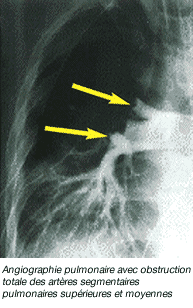 Angiographie pulmonaire avec obstruction
totale des artères segmentaires
pulmonaires supérieures et moyennes